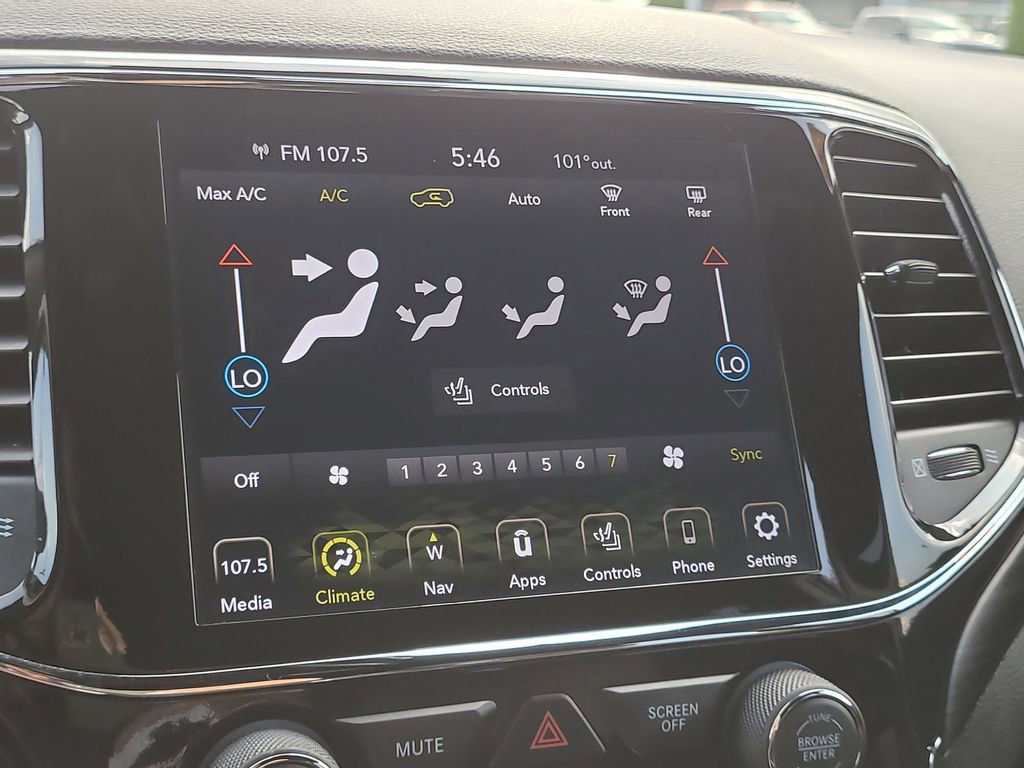 FM 107.5 5:46 101° out.
Max A/C A/C Auto Front Rear
LO LO
Controls
Off 1 2 3 4 5 6 7 Sync
107.5 W
Media Climate Nav Apps Controls Phone Settings
MUTE SCREEN OFF TUNE
BROWSE
ENTER